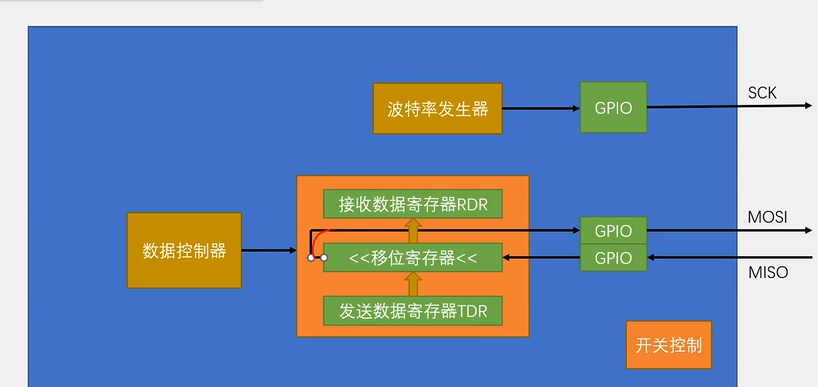 SCK
波特率发生器
GPIO
接收数据寄存器RDR
MOSI
GPIO
数据控制器
<<移位寄存器<<
GPIO
MISO
发送数据寄存器TDR
开关控制